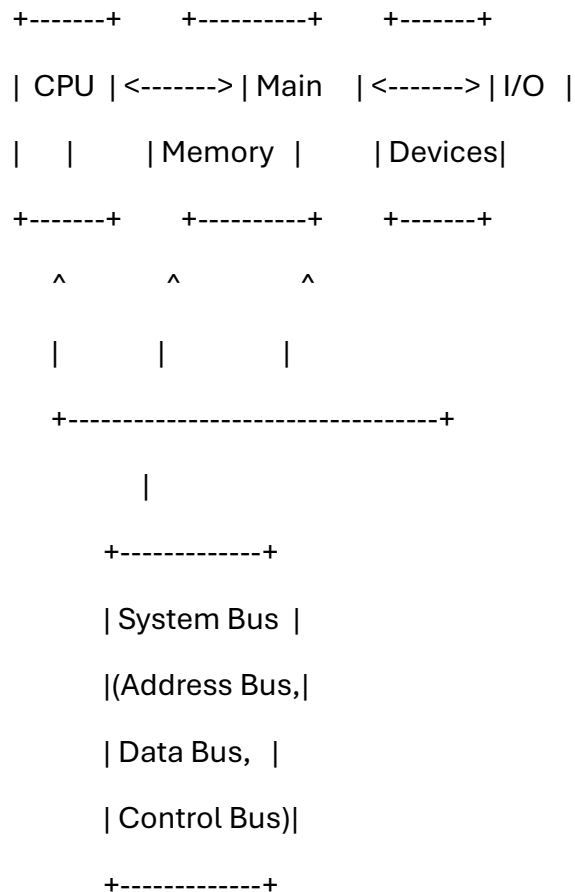 +-------+ +----------+ +-------+
| CPU |<------->| Main |<------->| I/O |
| | | Memory | | Devices|
+-------+ +----------+ +-------+
^ ^ ^
| | |
+----------------------------------+
|
+-------------+
| System Bus |
|(Address Bus,|
| Data Bus, |
| Control Bus)|
+-------------+